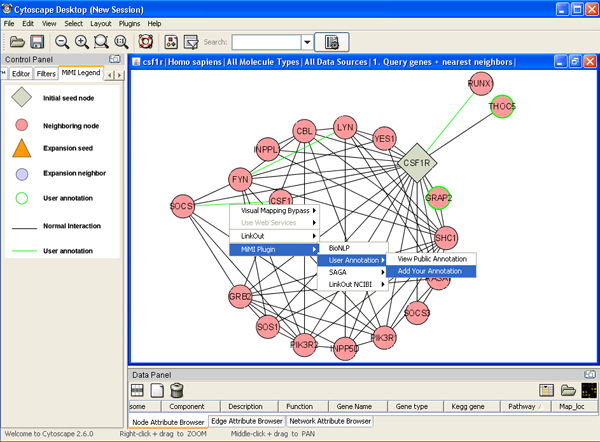 Cytoscape Desktop (New Session)
File Edit View Select Layout Plugins Help
Search:
Control Panel
Editor Filters MiMI Legend
Initial seed node
Neighboring node
Expansion seed
Expansion neighbor
User annotation
Normal Interaction
User annotation
csf1r|Homo sapiens|All Molecule Types|All Data Sources|1. Query genes + nearest neighbors|
RUNX1
THOC5
LYN
CBL
YES1
INPPL
CSF1R
FYN
GRAP2
CSF1
SOCS1
SHC1
GRB2
SOCS3
SOS1
PIK3R2
INPP5D
PIK3R1
Visual Mapping Bypass
Use Web Services
LinkOut
MiMI Plugin
BioNLP
User Annotation
SAGA
LinkOut NCIBI
View Public Annotation
Add Your Annotation
Data Panel
some Component Description Function Gene Name Gene type Kegg gene Pathway Map_loc
Node Attribute Browser Edge Attribute Browser Network Attribute Browser
Welcome to Cytoscape 2.6.0 Right-click + drag to ZOOM Middle-click + drag to PAN